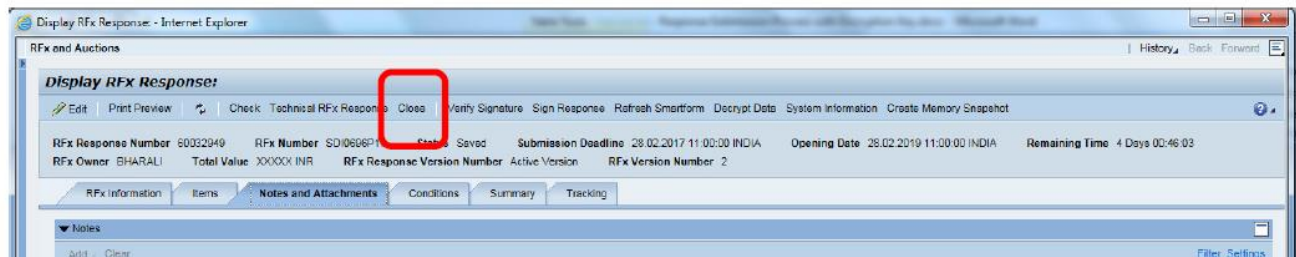 Display RFx Response: - Internet Explorer
RFx and Auctions
History Back Forward
Display RFx Response:
Edit Print Preview Check Technical RFx Response Close Verify Signature Sign Response Refresh Smartform Decrypt Data System Information Create Memory Snapshot
RFx Response Number 60032949 RFx Number Status Saved Submission Deadline 28.02.2017 11:00:00 INDIA Opening Date 28.02.2019 11:00:00 INDIA Remaining Time 4 Days 00:46:03
RFx Owner BHARALI Total Value XXXXX INR RFx Response Version Number Active Version RFx Version Number 2
RFx Information Items Notes and Attachments Conditions Summary Tracking
Notes
Add Clear Filter Settings